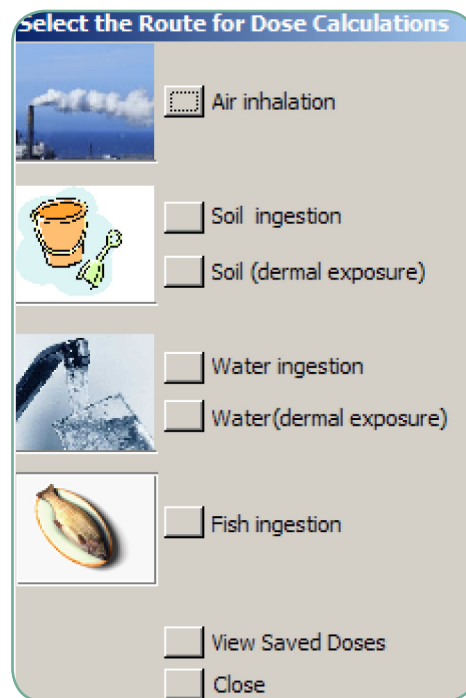 Select the Route for Dose Calculations
Air inhalation
Soil ingestion
Soil (dermal exposure)
Water ingestion
Water(dermal exposure)
Fish ingestion
View Saved Doses
Close